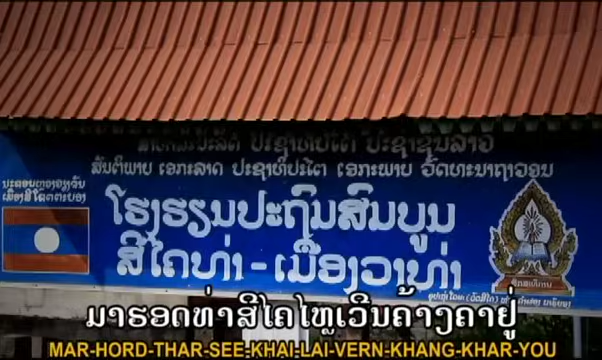 ສາທາລະນະລັດ ປະຊາທິປະໄຕ ປະຊາຊົນລາວ
ສັນຕິພາບ ເອກະລາດ ປະຊາທິປະໄຕ ເອກະພາບ ວັດທະນາຖາວອນ
ໂຮງຮຽນປະຖົມສົມບູນ
ສີໄຄທ່າ - ເມືອງວາທ່າ
ມາຮອດທ່າສີໄຄໄຫຼເວີນຄ້າງຄາຢູ່
MAR-HORD-THAR-SEE-KHAI-LAI-VERN-KHANG-KHAR-YOU